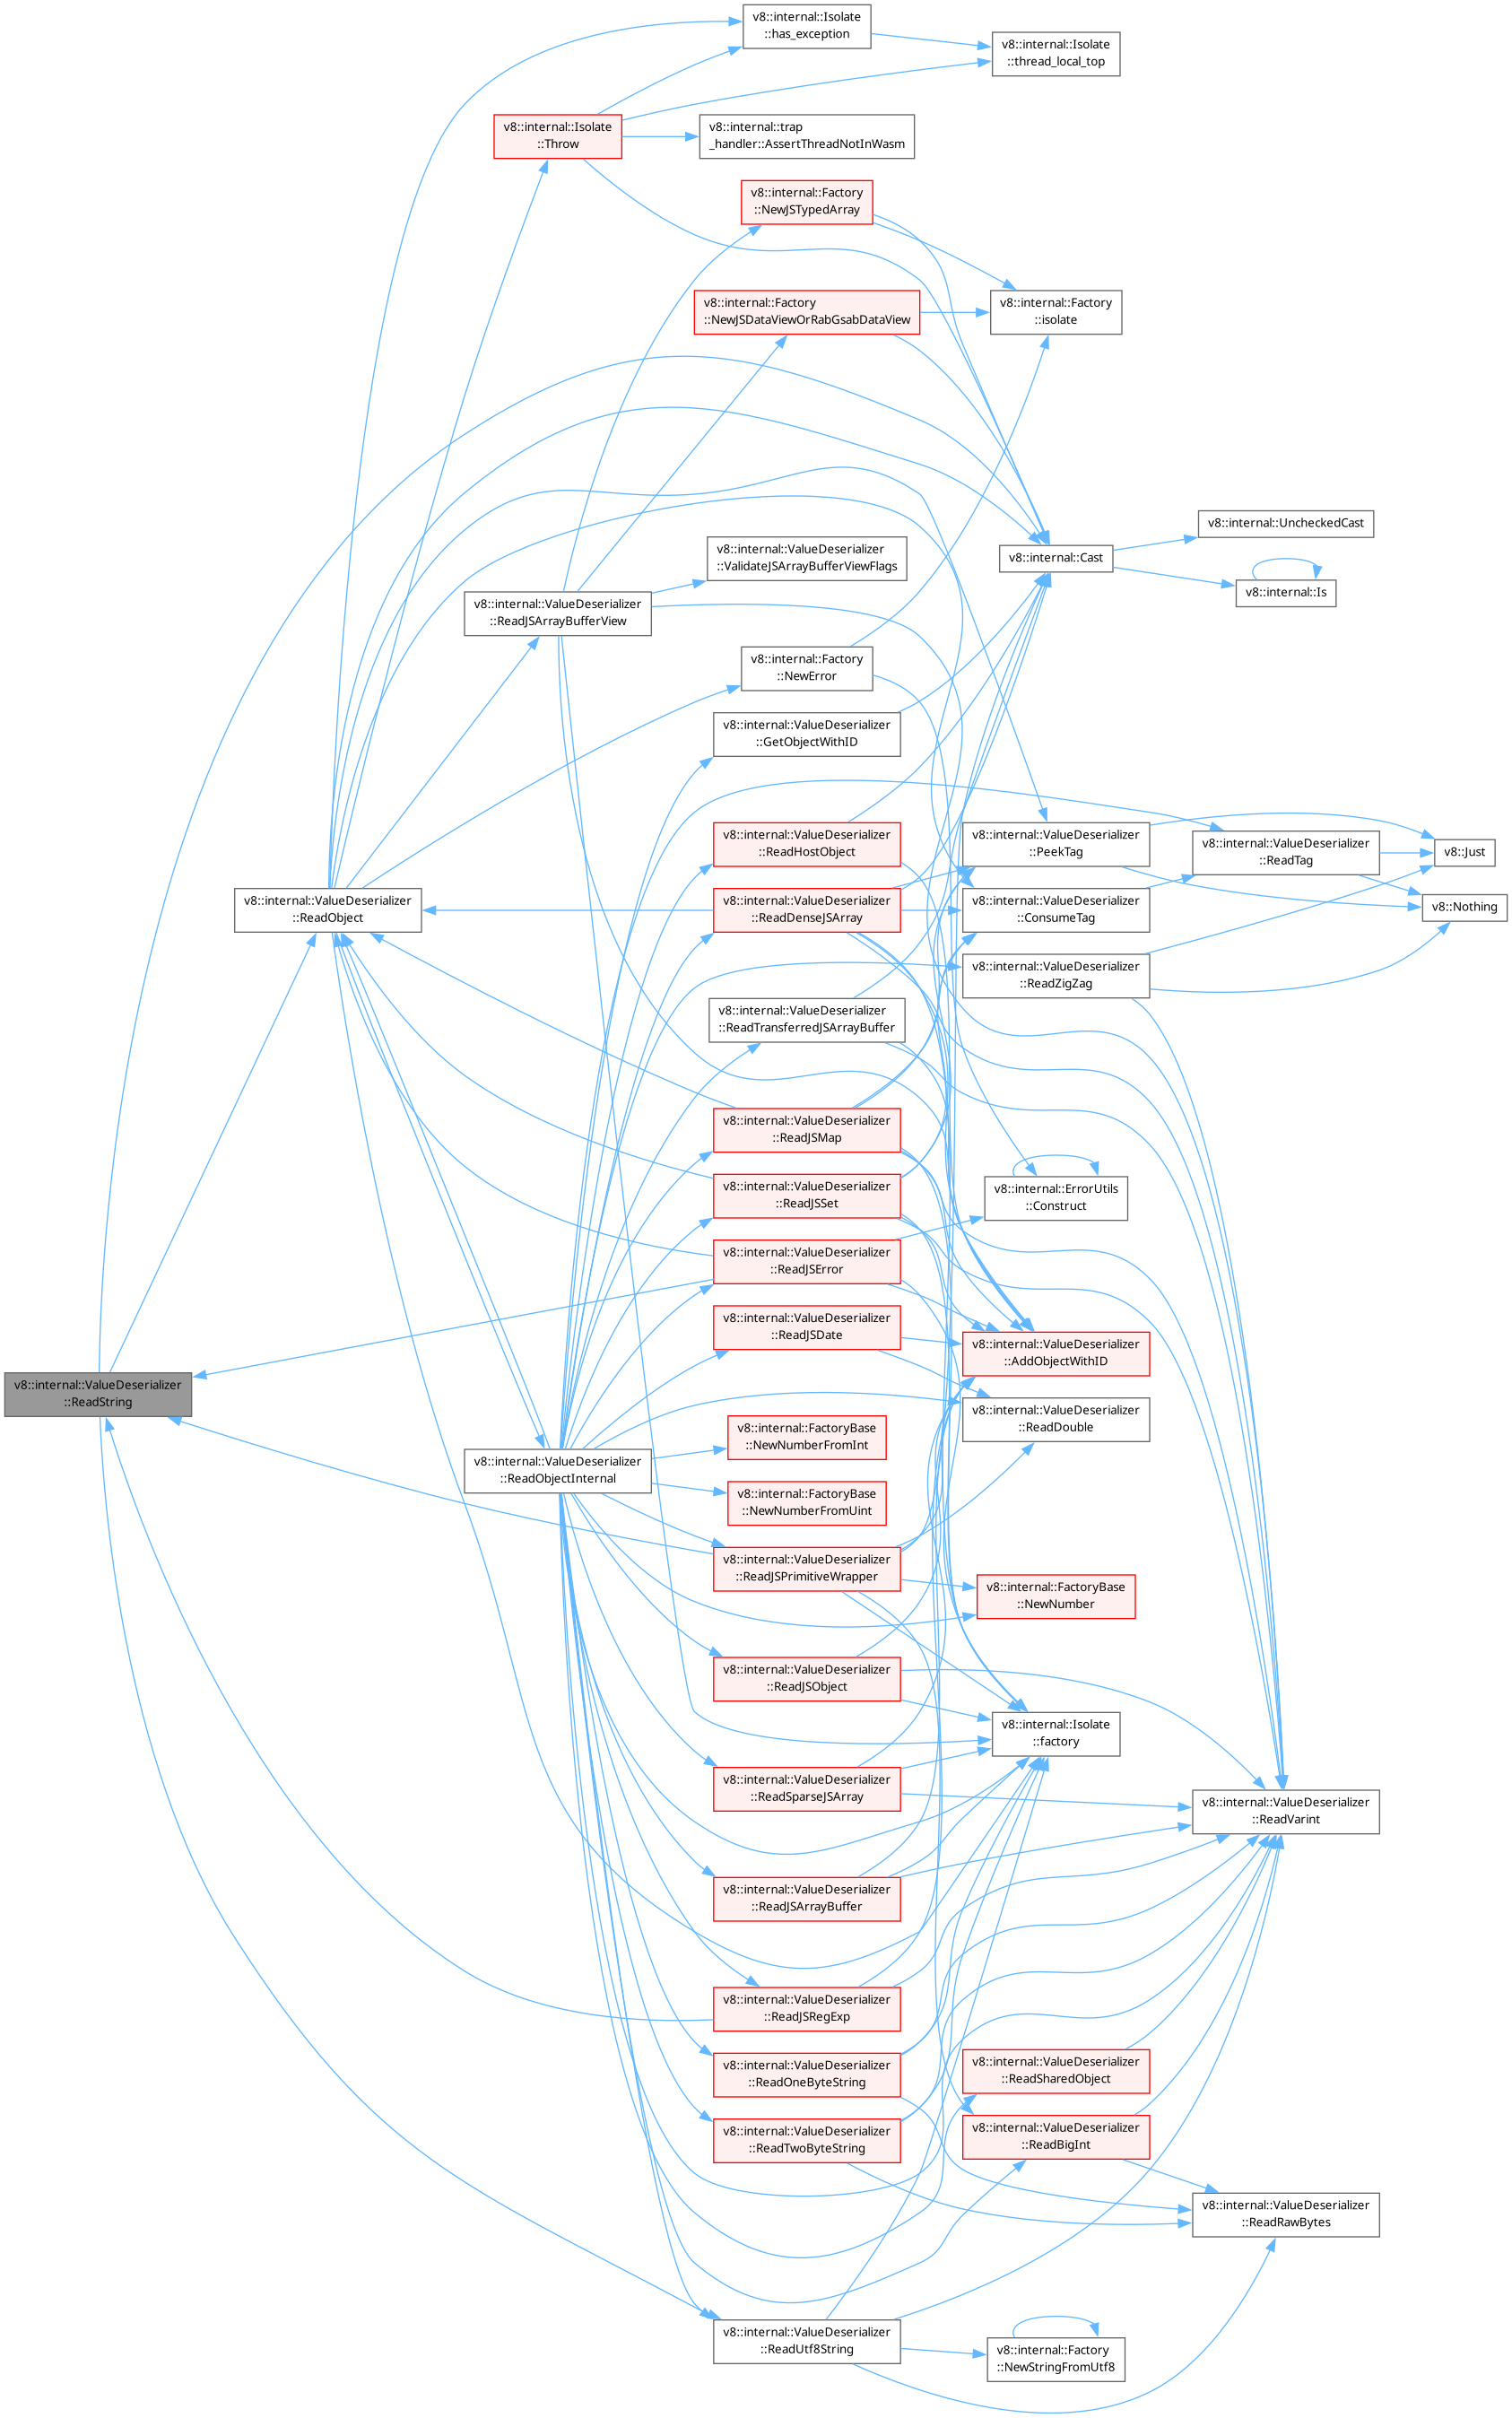 v8::internal::Isolate
::has_exception
v8::internal::Isolate
::thread_local_top
v8::internal::Isolate
::Throw
v8::internal::trap
_handler::AssertThreadNotInWasm
v8::internal::Factory
::NewJSTypedArray
v8::internal::Factory
::NewJSDataViewOrRabGsabDataView
v8::internal::Factory
::isolate
v8::internal::UncheckedCast
v8::internal::ValueDeserializer
::ValidateJSArrayBufferViewFlags
v8::internal::Cast
v8::internal::Is
v8::internal::ValueDeserializer
::ReadJSArrayBufferView
v8::internal::Factory
::NewError
v8::internal::ValueDeserializer
::GetObjectWithID
v8::internal::ValueDeserializer
::ReadHostObject
v8::internal::ValueDeserializer
::PeekTag
v8::internal::ValueDeserializer
::ReadTag
v8::Just
v8::internal::ValueDeserializer
::ReadObject
v8::internal::ValueDeserializer
::ReadDenseJSArray
v8::internal::ValueDeserializer
::ConsumeTag
v8::Nothing
v8::internal::ValueDeserializer
::ReadZigZag
v8::internal::ValueDeserializer
::ReadTransferredJSArrayBuffer
v8::internal::ValueDeserializer
::ReadJSMap
v8::internal::ValueDeserializer
::ReadJSSet
v8::internal::ErrorUtils
::Construct
v8::internal::ValueDeserializer
::ReadJSError
v8::internal::ValueDeserializer
::ReadJSDate
v8::internal::ValueDeserializer
::AddObjectWithID
v8::internal::ValueDeserializer
::ReadString
v8::internal::ValueDeserializer
::ReadDouble
v8::internal::FactoryBase
::NewNumberFromInt
v8::internal::ValueDeserializer
::ReadObjectInternal
v8::internal::FactoryBase
::NewNumberFromUint
v8::internal::ValueDeserializer
::ReadJSPrimitiveWrapper
v8::internal::FactoryBase
::NewNumber
v8::internal::ValueDeserializer
::ReadJSObject
v8::internal::Isolate
::factory
v8::internal::ValueDeserializer
::ReadSparseJSArray
v8::internal::ValueDeserializer
::ReadVarint
v8::internal::ValueDeserializer
::ReadJSArrayBuffer
v8::internal::ValueDeserializer
::ReadJSRegExp
v8::internal::ValueDeserializer
::ReadOneByteString
v8::internal::ValueDeserializer
::ReadSharedObject
v8::internal::ValueDeserializer
::ReadTwoByteString
v8::internal::ValueDeserializer
::ReadBigInt
v8::internal::ValueDeserializer
::ReadRawBytes
v8::internal::ValueDeserializer
::ReadUtf8String
v8::internal::Factory
::NewStringFromUtf8